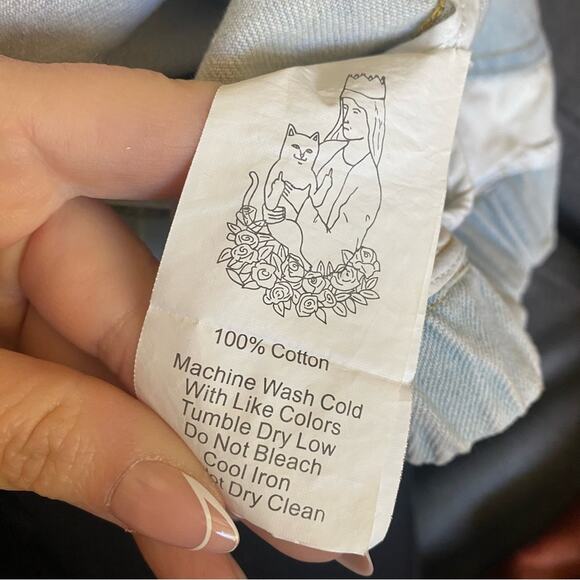 100% Cotton
Machine Wash Cold
With Like Colors
Tumble Dry Low
Do Not Bleach
Cool Iron
Dry Clean